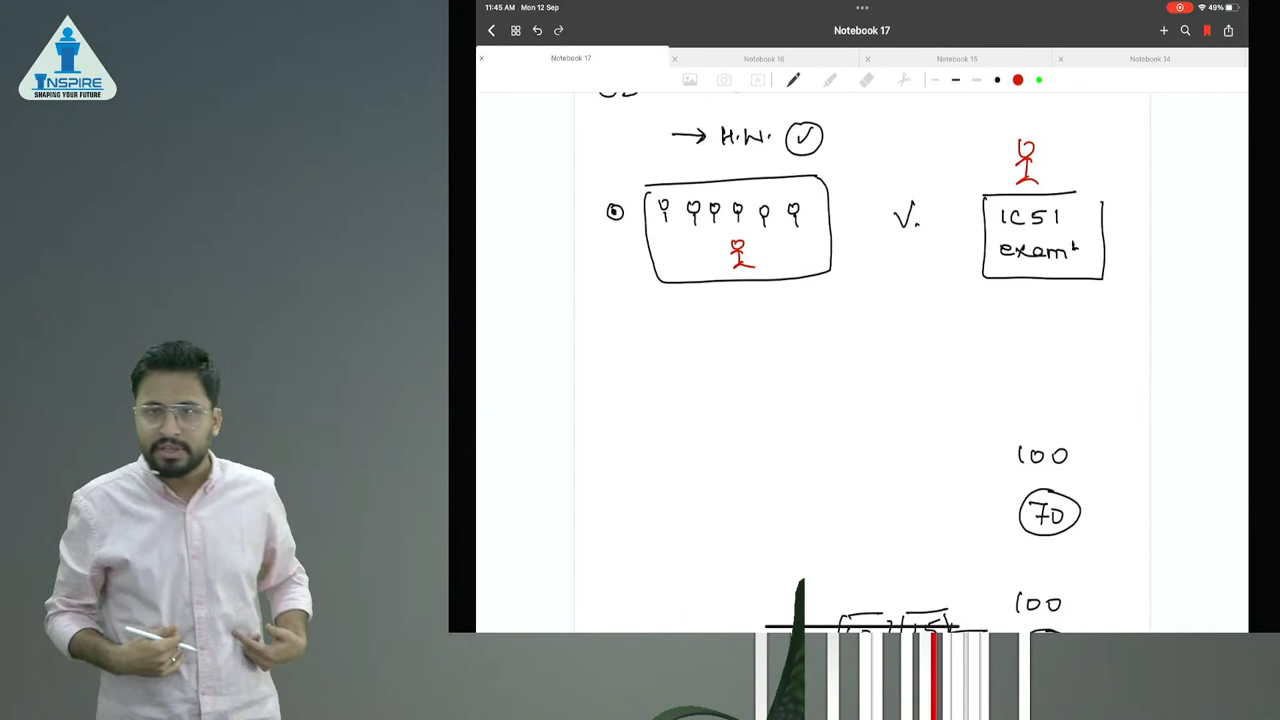 11:45 AM Mon 12 Sep
49%
Notebook 17
INSPIRE
SHAPING YOUR FUTURE
Notebook 17
Notebook 16
Notebook 15
Notebook 14
→ H.W. ✓
V.
ICSI
exam
100
70
100